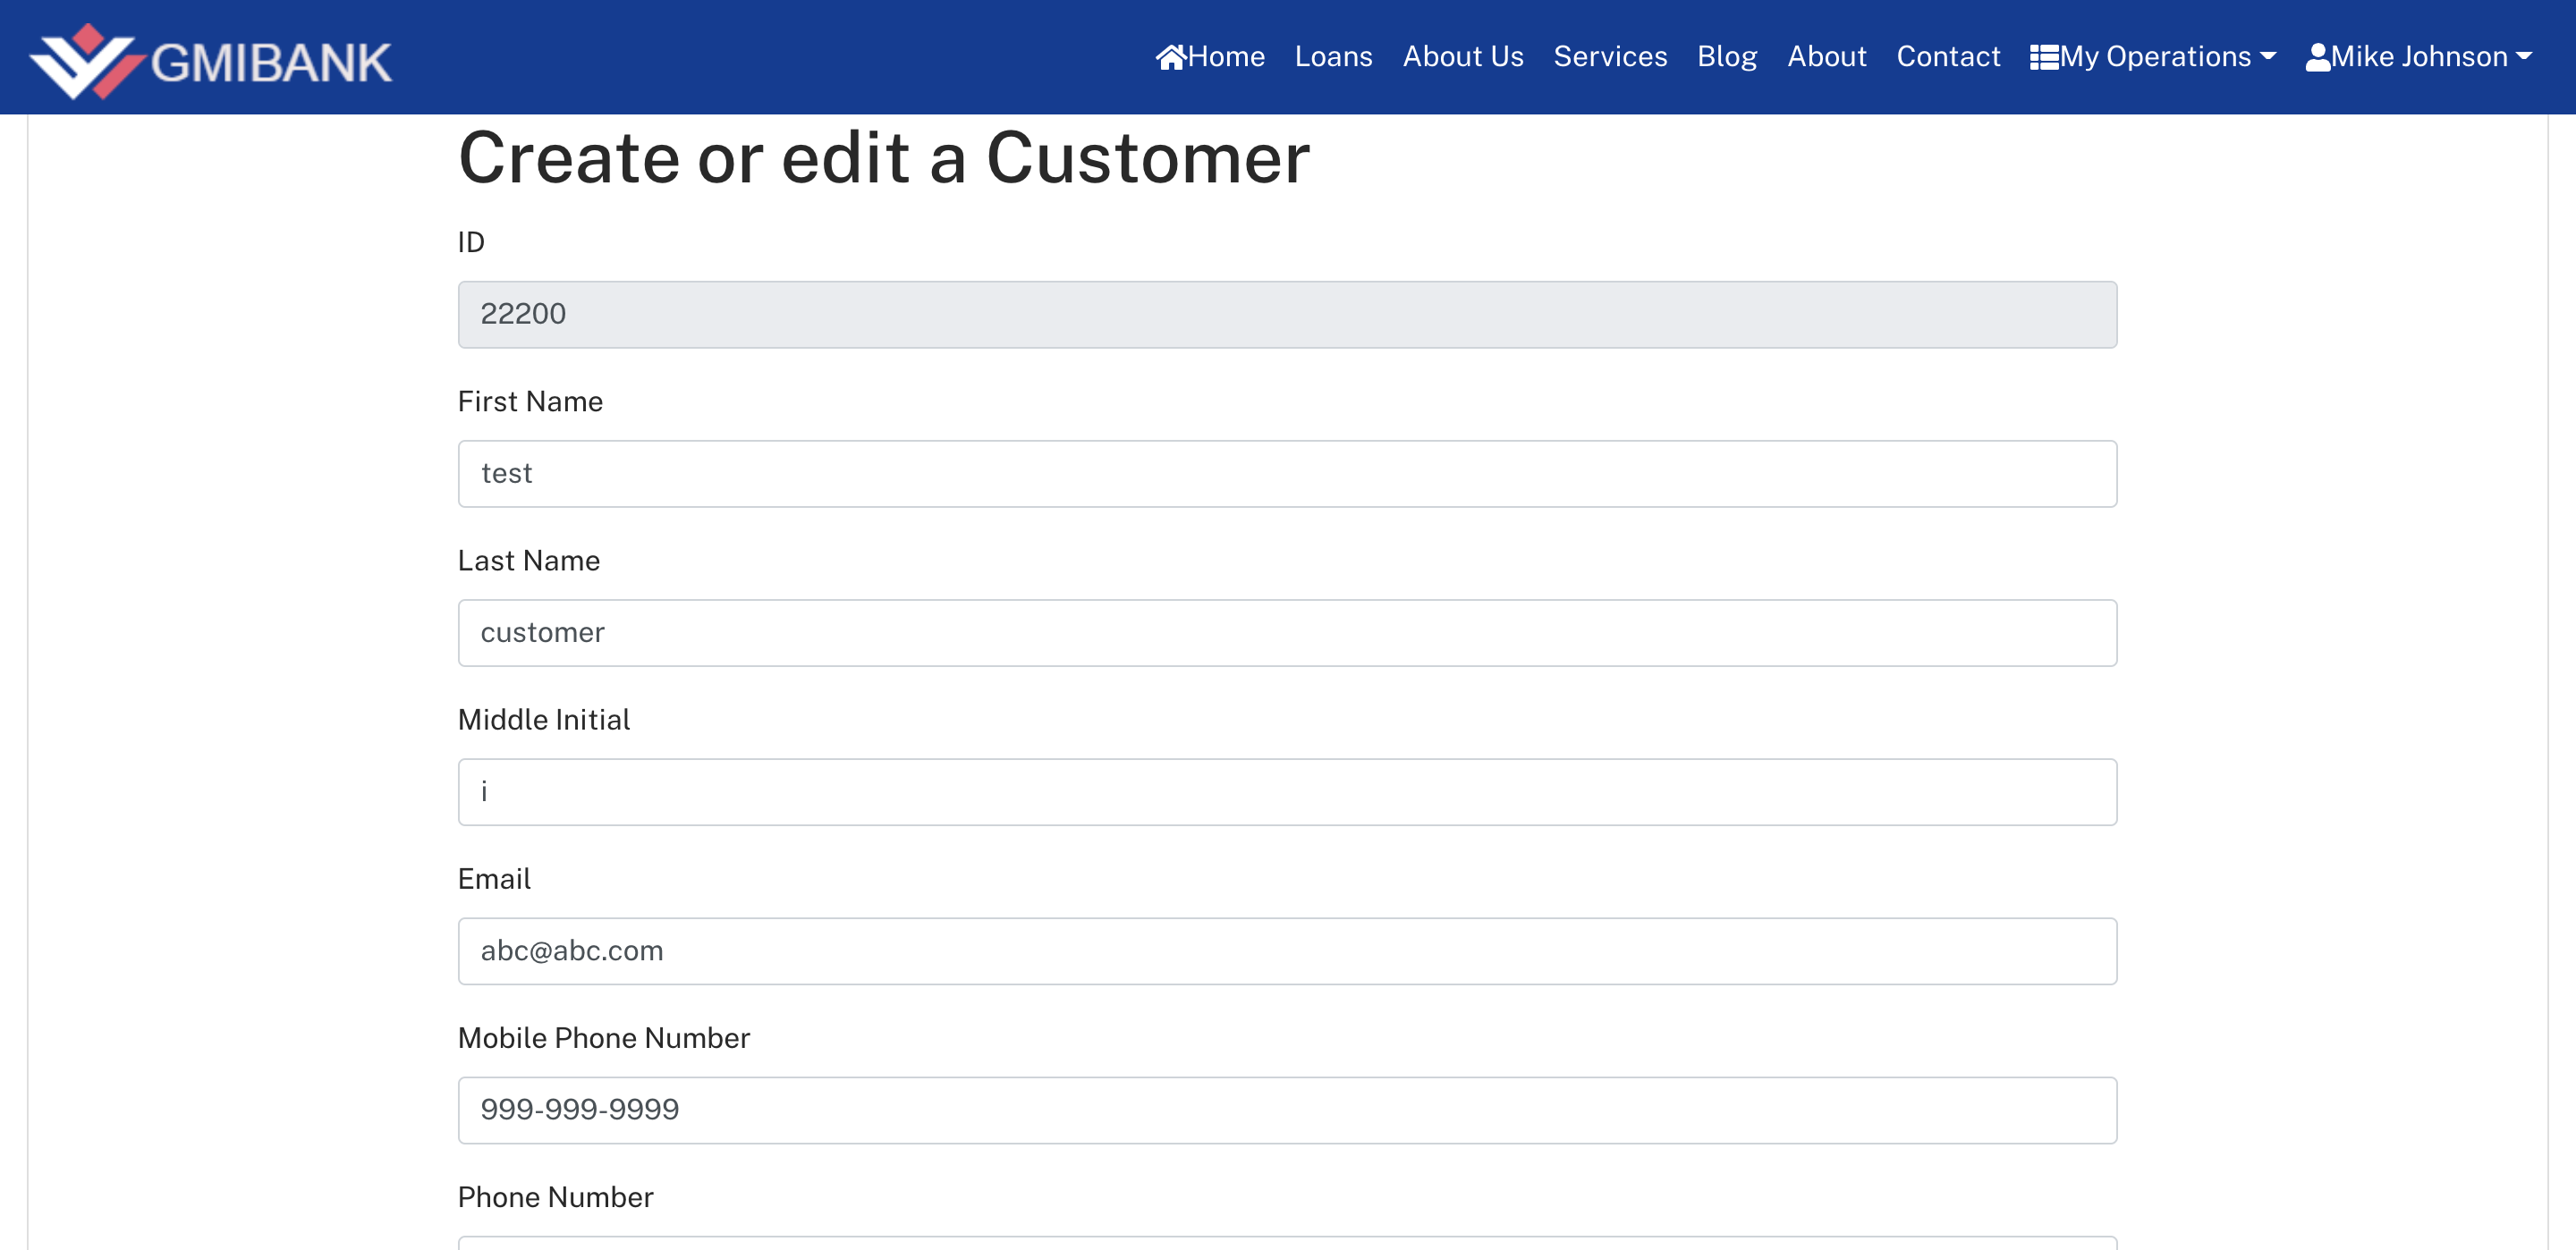 GMIBANK
Home Loans About Us Services Blog About Contact My Operations Mike Johnson
Create or edit a Customer
ID
22200
First Name
test
Last Name
customer
Middle Initial
i
Email
abc@abc.com
Mobile Phone Number
999-999-9999
Phone Number